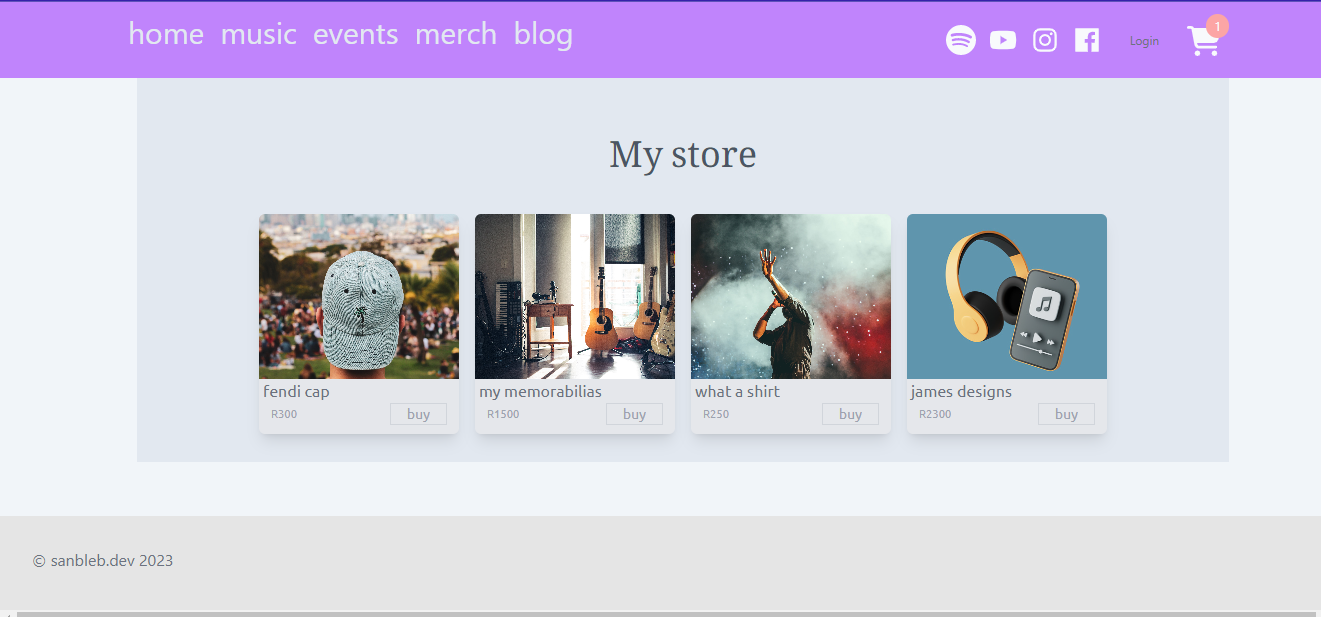 home music events merch blog Login 1
My store
fendi cap
R300 buy
my memorabilias
R1500 buy
what a shirt
R250 buy
james designs
R2300 buy
© sanbleb.dev 2023